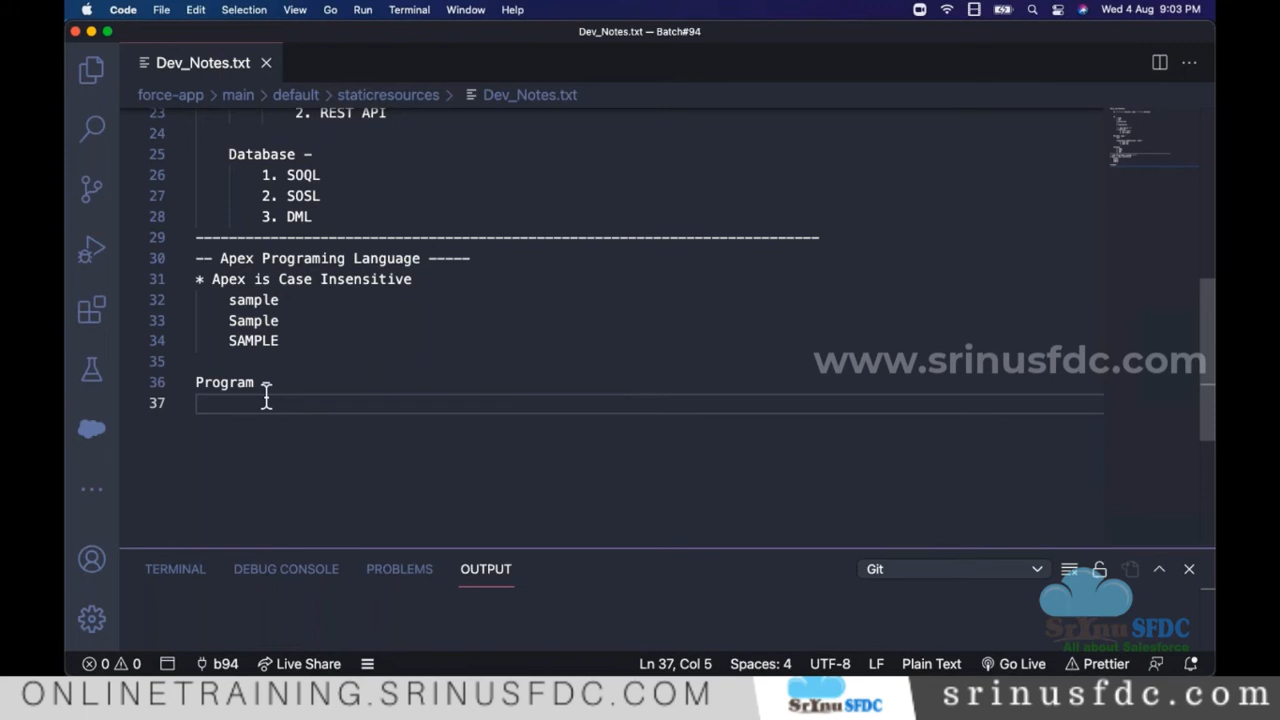 Code File Edit Selection View Go Run Terminal Window Help Wed 4 Aug 9:03 PM
Dev_Notes.txt — Batch#94
Dev_Notes.txt
force-app > main > default > staticresources > Dev_Notes.txt
23 2. REST API
24
25 Database -
26 1. SOQL
27 2. SOSL
28 3. DML
29 ----------------------------------------------------------------------------
30 -- Apex Programing Language -----
31 * Apex is Case Insensitive
32 sample
33 Sample
34 SAMPLE
35
www.srinusfdc.com
36 Program -
37
TERMINAL DEBUG CONSOLE PROBLEMS OUTPUT Git
SrInu SFDC
All about Salesforce
0 0 b94 Live Share Ln 37, Col 5 Spaces: 4 UTF-8 LF Plain Text Go Live Prettier
ONLINETRAINING.SRINUSFDC.COM SrInu SFDC srinusfdc.com